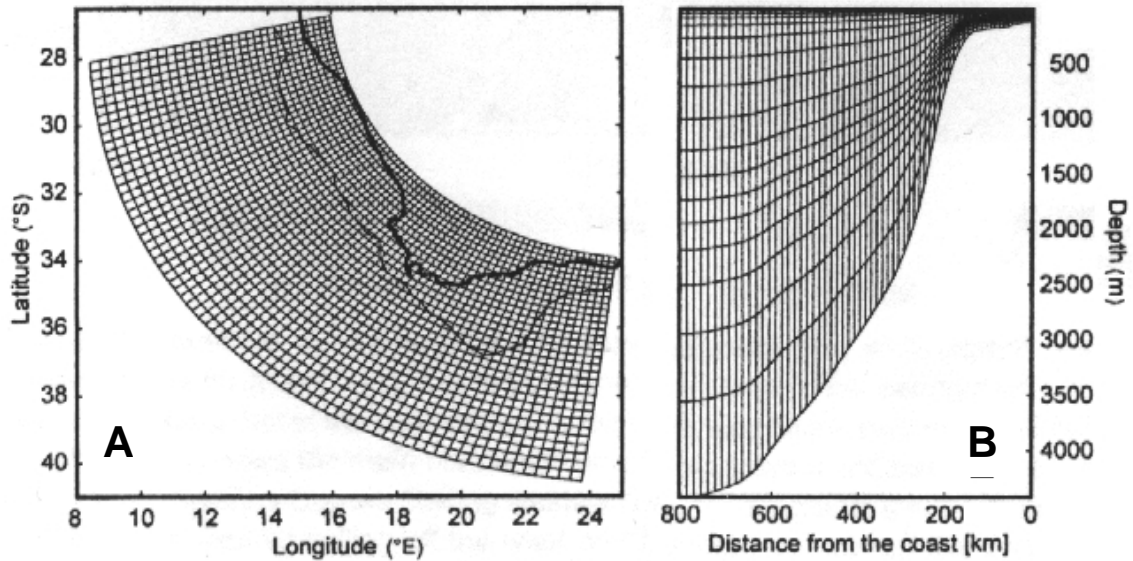 28
30
32
34
36
38
40
Latitude (°S)
A
8 10 12 14 16 18 20 22 24
Longitude (°E)
500
1000
1500
2000
2500
3000
3500
4000
Depth (m)
B
800 600 400 200 0
Distance from the coast [km]